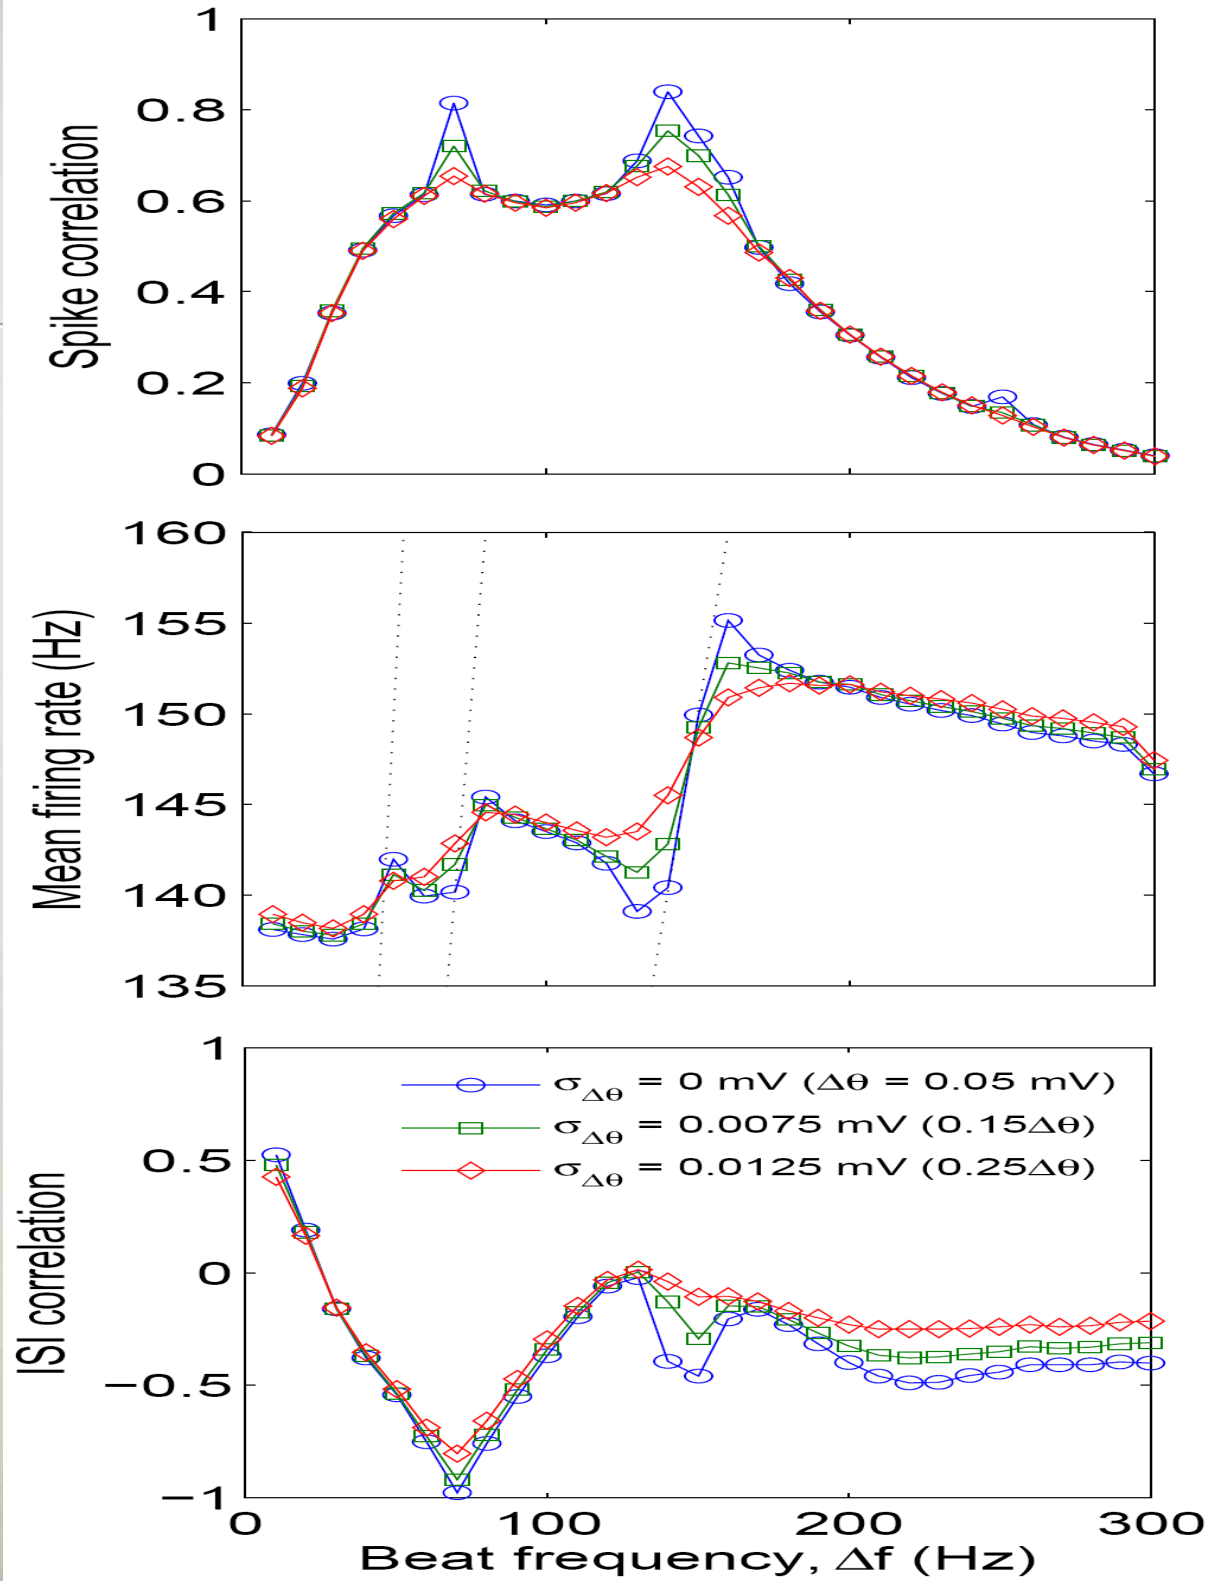 1
0.8
0.6
0.4
0.2
0
Spike correlation
160
155
150
145
140
135
Mean firing rate (Hz)
1
0.5
0
−0.5
−1
ISI correlation
σΔθ = 0 mV (Δθ = 0.05 mV)
σΔθ = 0.0075 mV (0.15Δθ)
σΔθ = 0.0125 mV (0.25Δθ)
0 100 200 300
Beat frequency, Δf (Hz)